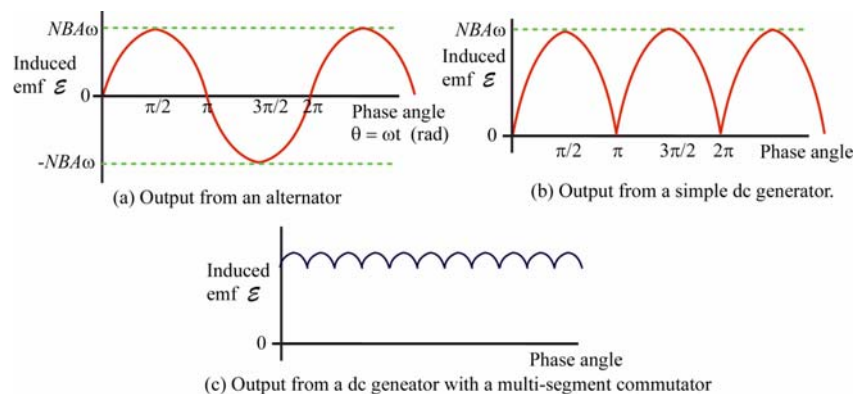 NBAω
Induced
emf ℰ
0
π/2
π
3π/2
2π
Phase angle
θ = ωt (rad)
-NBAω
(a) Output from an alternator
NBAω
Induced
emf ℰ
0
π/2
π
3π/2
2π
Phase angle
(b) Output from a simple dc generator.
Induced
emf ℰ
0
Phase angle
(c) Output from a dc geneator with a multi-segment commutator